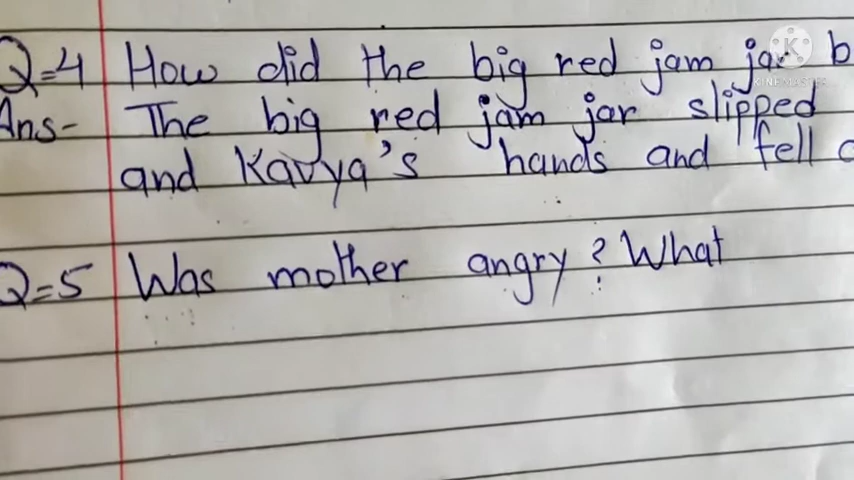 Q=4 How did the big red jam jar b
Ans- The big red jam jar slipped
and Kavya's hands and fell
Q=5 Was mother angry? What
KINEMASTER